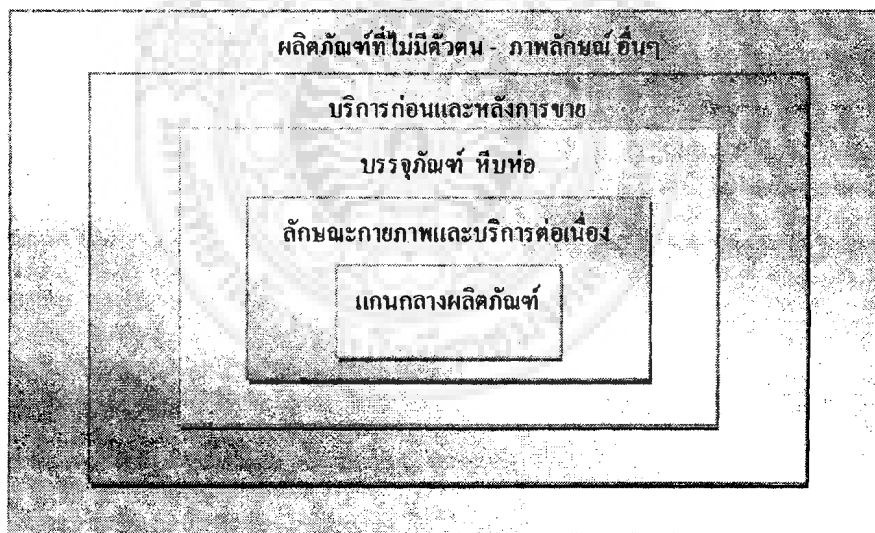 ผลิตภัณฑ์ที่ไม่มีตัวตน - ภาพลักษณ์ อื่นๆ
บริการก่อนและหลังการขาย
บรรจุภัณฑ์ หีบห่อ
ลักษณะกายภาพและบริการต่อเนื่อง
แกนกลางผลิตภัณฑ์